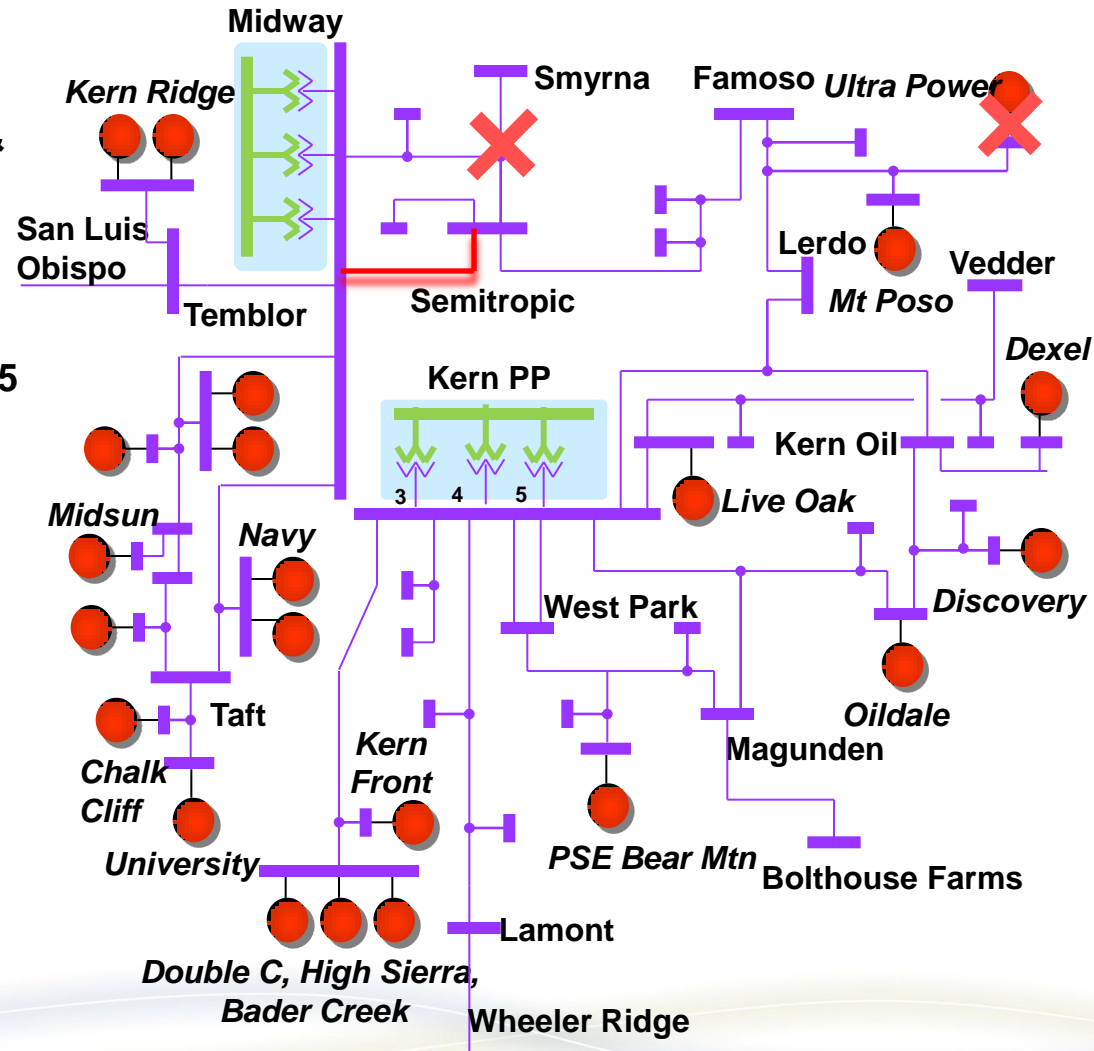 Midway
Smyrna
Famoso
Ultra Power
Kern Ridge
&
San Luis
Obispo
Lerdo
Vedder
Semitropic
Temblor
Mt Poso
Dexel
5
Kern PP
Kern Oil
3
4
5
Live Oak
Midsun
Navy
West Park
Discovery
Taft
Oildale
Kern
Front
Magunden
Chalk
Cliff
University
PSE Bear Mtn
Bolthouse Farms
Lamont
Double C, High Sierra,
Bader Creek
Wheeler Ridge